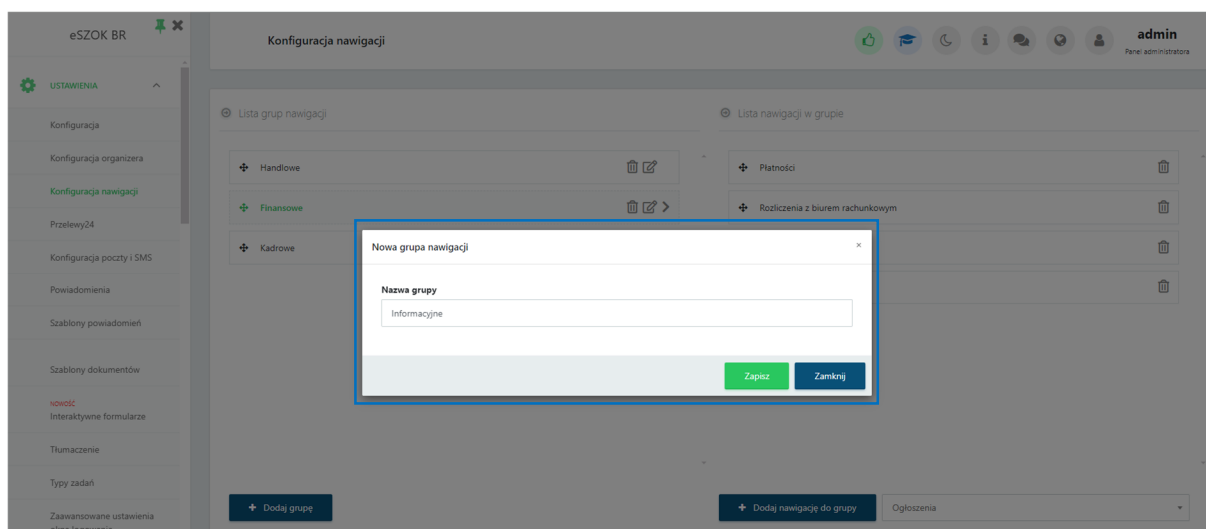 eSZOK BR
Konfiguracja nawigacji
admin
Panel administratora
USTAWIENIA
Konfiguracja
Konfiguracja organizera
Konfiguracja nawigacji
Przelewy24
Konfiguracja poczty i SMS
Powiadomienia
Szablony powiadomień
Szablony dokumentów
NOWOŚĆ
Interaktywne formularze
Tłumaczenie
Typy zadań
Zaawansowane ustawienia
okna logowania
Lista grup nawigacji
Handlowe
Finansowe
Kadrowe
+ Dodaj grupę
Lista nawigacji w grupie
Płatności
Rozliczenia z biurem rachunkowym
+ Dodaj nawigację do grupy
Ogłoszenia
Nowa grupa nawigacji
×
Nazwa grupy
Informacyjne
Zapisz
Zamknij